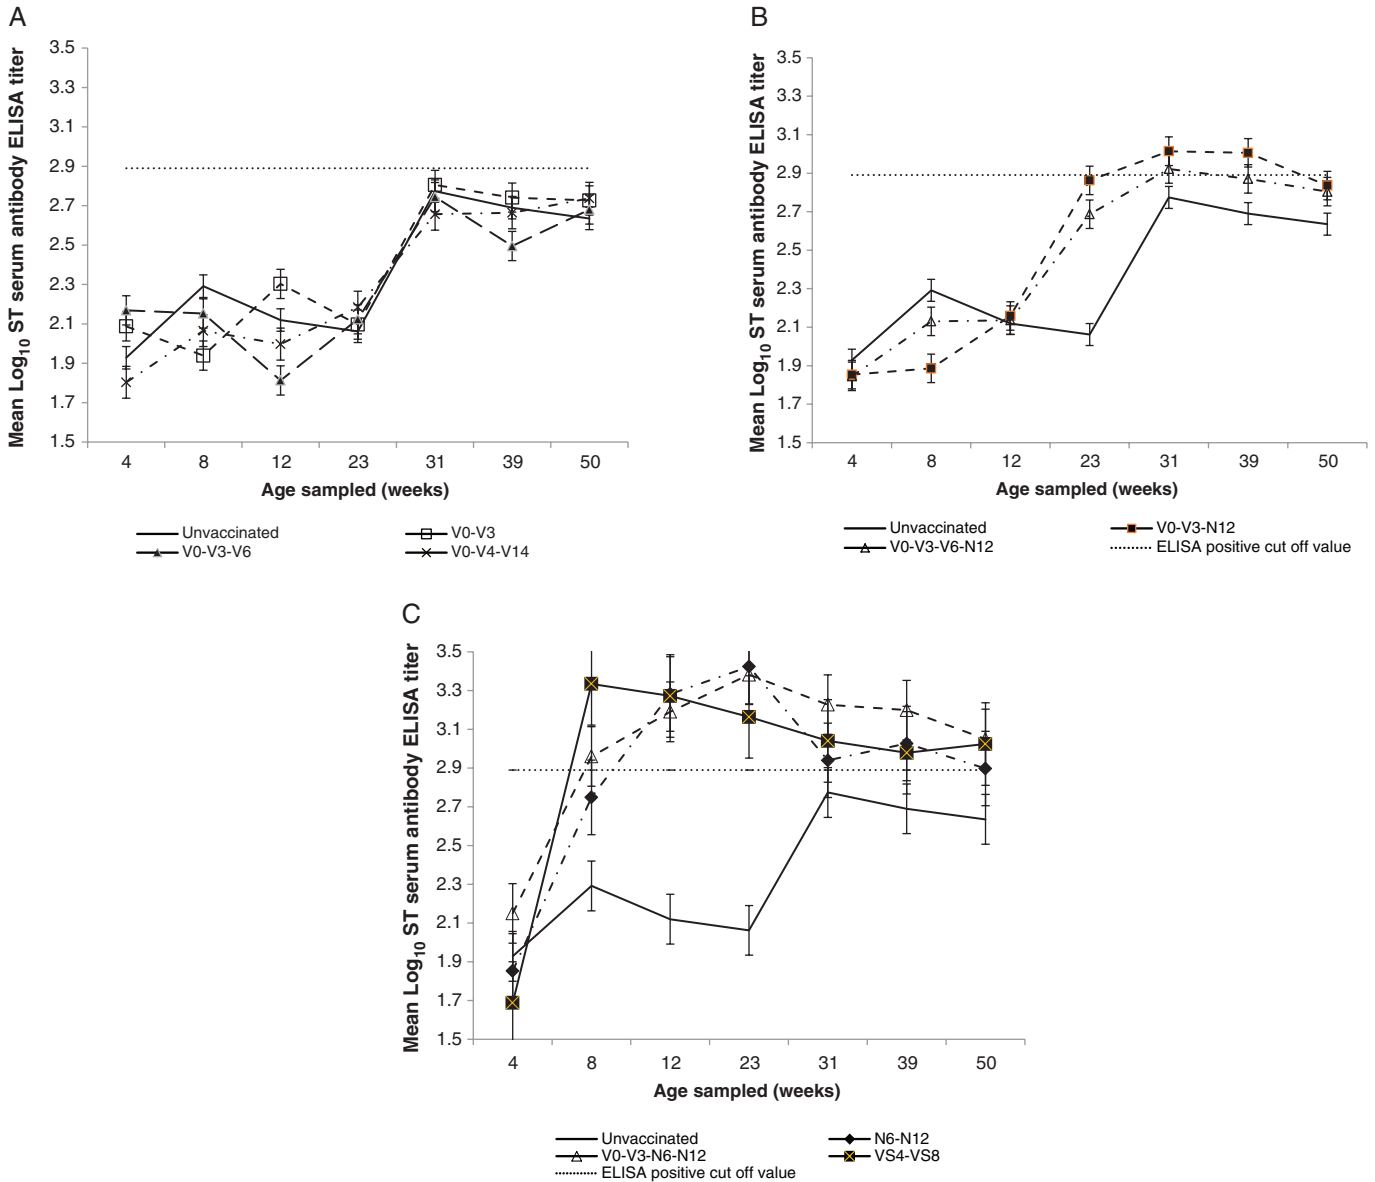 A
Mean Log10 ST serum antibody ELISA titer
3.5
3.3
3.1
2.9
2.7
2.5
2.3
2.1
1.9
1.7
1.5
4 8 12 23 31 39 50
Age sampled (weeks)
Unvaccinated V0-V3
V0-V3-V6 V0-V4-V14
B
Mean Log10 ST serum antibody ELISA titer
3.5
3.3
3.1
2.9
2.7
2.5
2.3
2.1
1.9
1.7
1.5
4 8 12 23 31 39 50
Age sampled (weeks)
Unvaccinated V0-V3-N12
V0-V3-V6-N12 ELISA positive cut off value
C
Mean Log10 ST serum antibody ELISA titer
3.5
3.3
3.1
2.9
2.7
2.5
2.3
2.1
1.9
1.7
1.5
4 8 12 23 31 39 50
Age sampled (weeks)
Unvaccinated N6-N12
V0-V3-N6-N12 VS4-VS8
ELISA positive cut off value